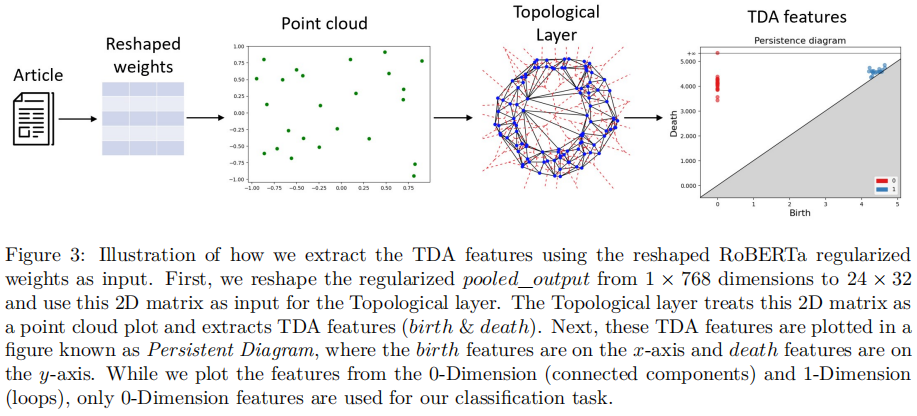 Article
Reshaped
weights
Point cloud
1.00
0.75
0.50
0.25
0.00
−0.25
−0.50
−0.75
−1.00
−1.00 −0.75 −0.50 −0.25 0.00 0.25 0.50 0.75
Topological
Layer
TDA features
Persistence diagram
+∞
5.000
4.000
3.000
2.000
1.000
0.000
Death
0 1 2 3 4 5
Birth
0
1
Figure 3: Illustration of how we extract the TDA features using the reshaped RoBERTa regularized
weights as input. First, we reshape the regularized pooled_output from 1 × 768 dimensions to 24 × 32
and use this 2D matrix as input for the Topological layer. The Topological layer treats this 2D matrix as
a point cloud plot and extracts TDA features (birth & death). Next, these TDA features are plotted in a
figure known as Persistent Diagram, where the birth features are on the x-axis and death features are on
the y-axis. While we plot the features from the 0-Dimension (connected components) and 1-Dimension
(loops), only 0-Dimension features are used for our classification task.